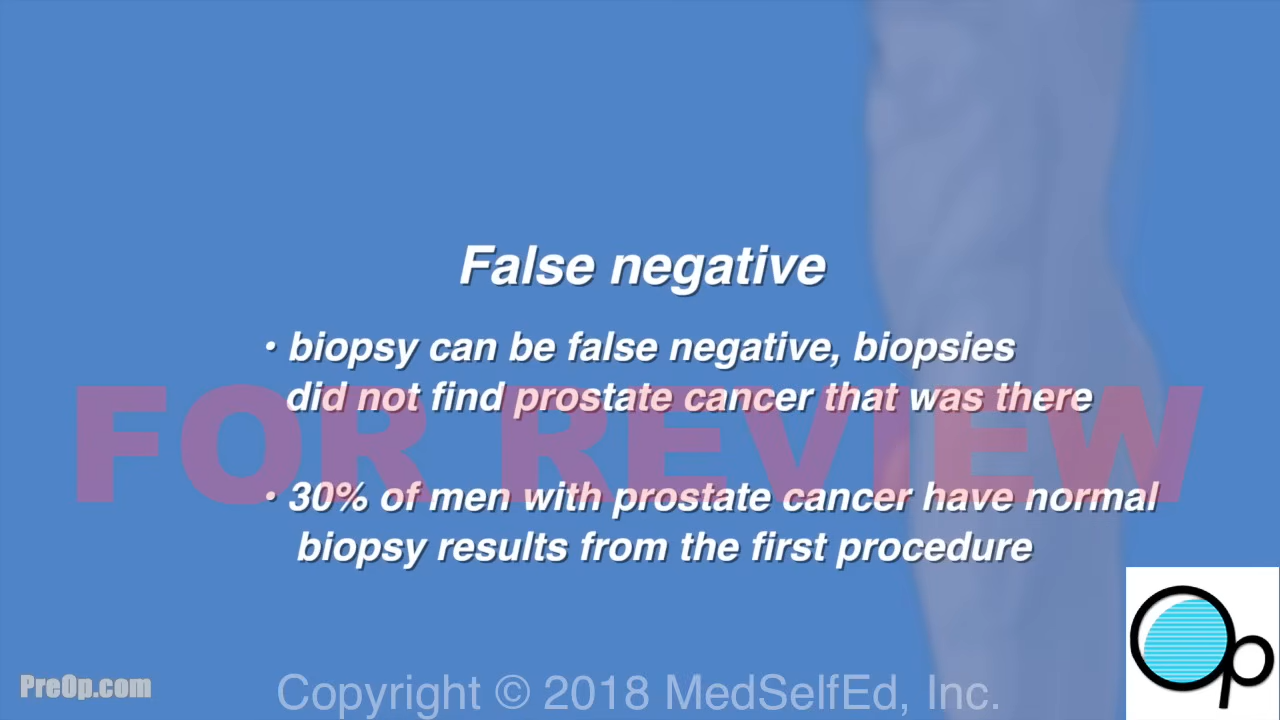 False negative
• biopsy can be false negative, biopsies
did not find prostate cancer that was there
FOR REVIEW
• 30% of men with prostate cancer have normal
biopsy results from the first procedure
Op
PreOp.com
Copyright © 2018 MedSelfEd, Inc.